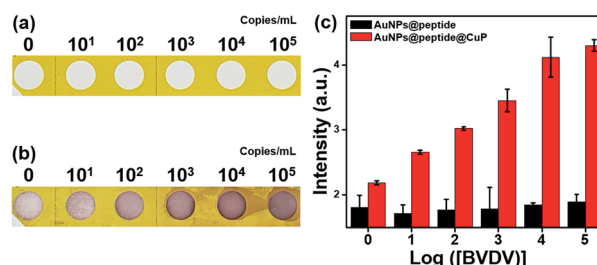 (a)
Copies/mL
0 10¹ 10² 10³ 10⁴ 10⁵
(b)
Copies/mL
0 10¹ 10² 10³ 10⁴ 10⁵
(c)
AuNPs@peptide
AuNPs@peptide@CuP
Intensity (a.u.)
4
3
2
0 1 2 3 4 5
Log ([BVDV)]